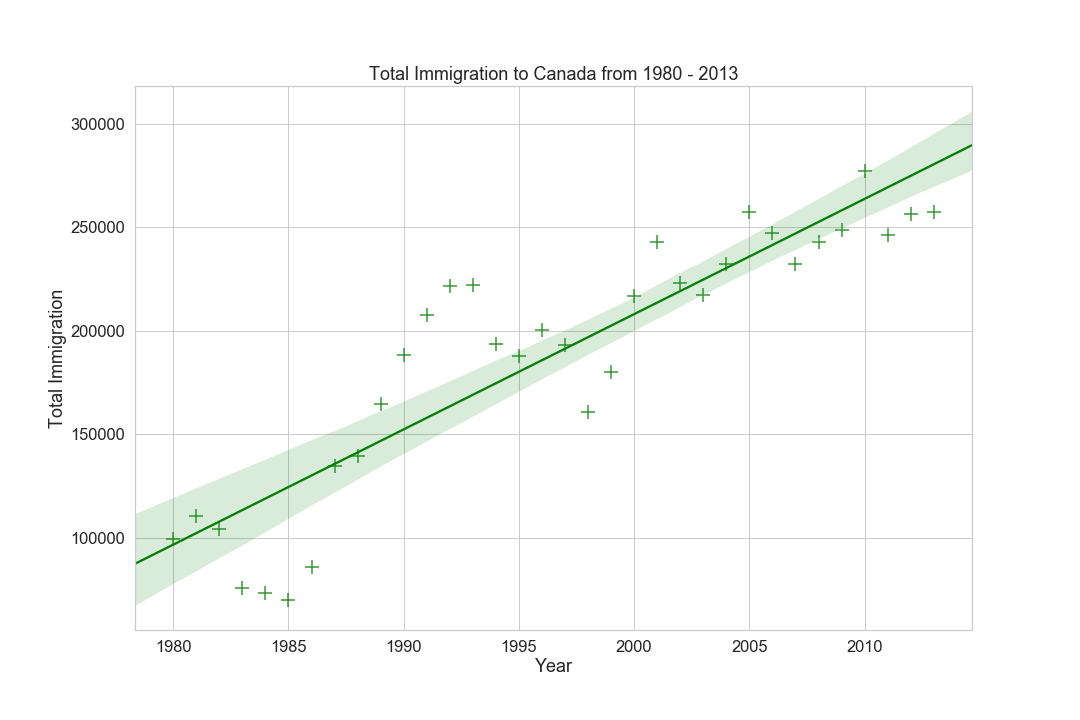 Total Immigration to Canada from 1980 - 2013
300000
250000
200000
150000
100000
Total Immigration
1980 1985 1990 1995 2000 2005 2010
Year